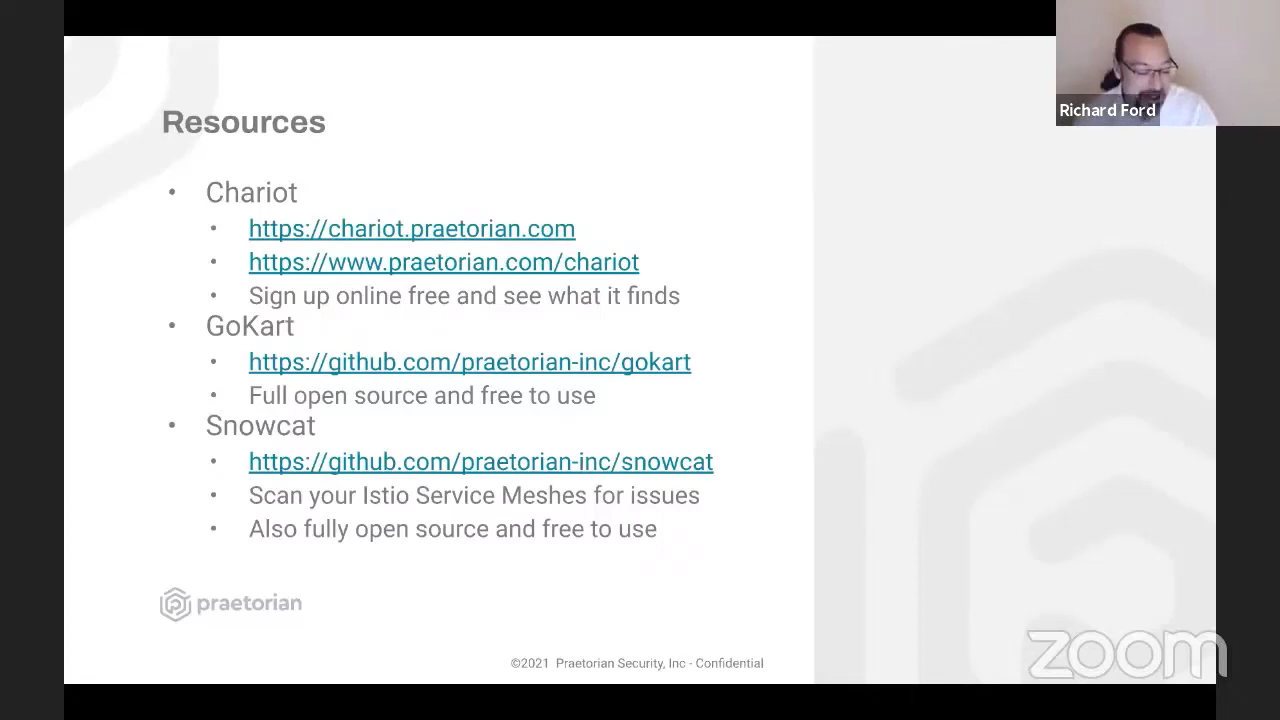 Richard Ford
Resources
• Chariot
• https://chariot.praetorian.com
• https://www.praetorian.com/chariot
• Sign up online free and see what it finds
• GoKart
• https://github.com/praetorian-inc/gokart
• Full open source and free to use
• Snowcat
• https://github.com/praetorian-inc/snowcat
• Scan your Istio Service Meshes for issues
• Also fully open source and free to use
praetorian
©2021 Praetorian Security, Inc - Confidential
zoom